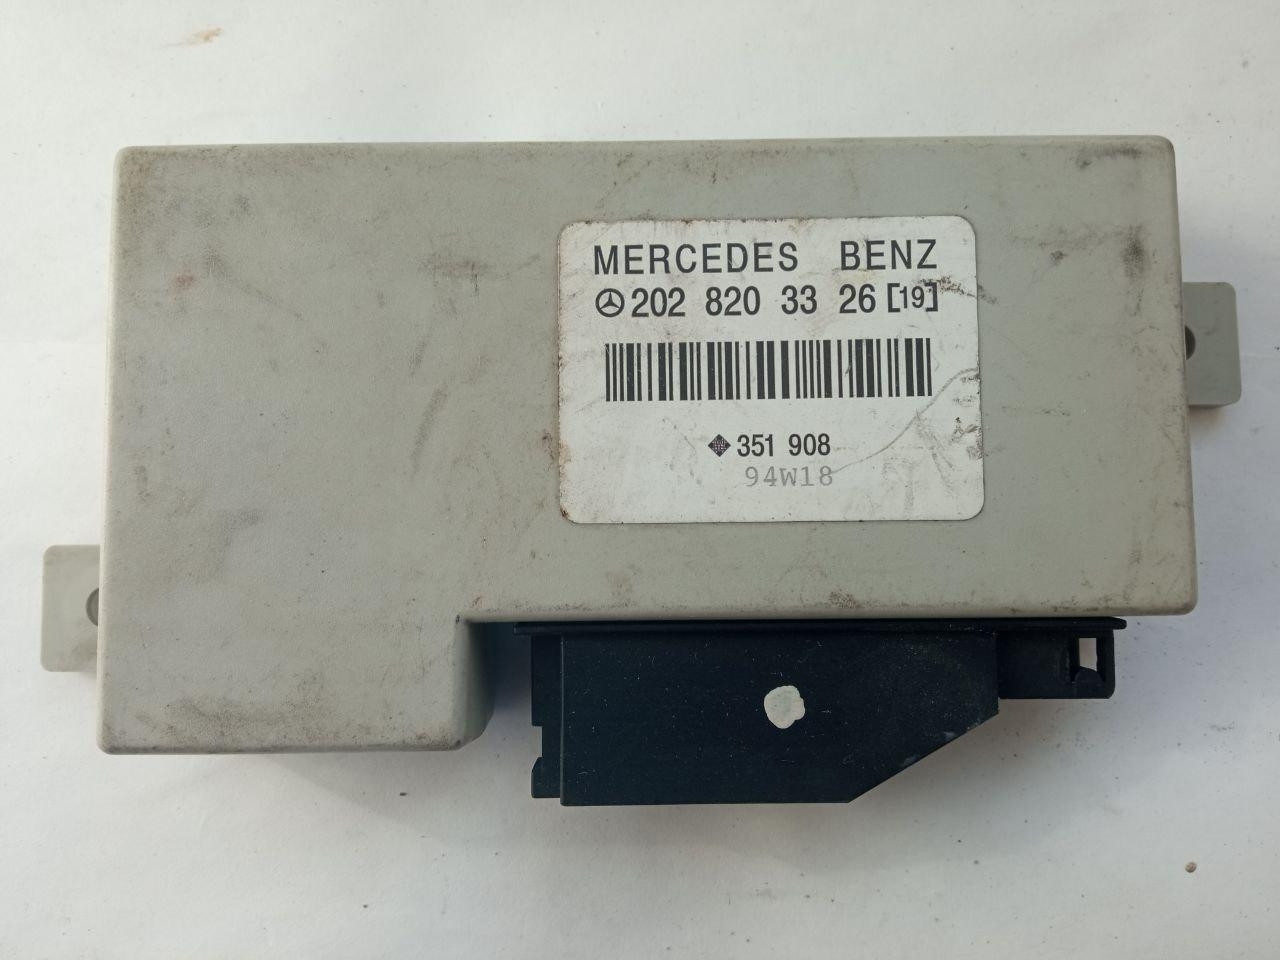 MERCEDES BENZ
202 820 33 26 [19]
351 908
94W18